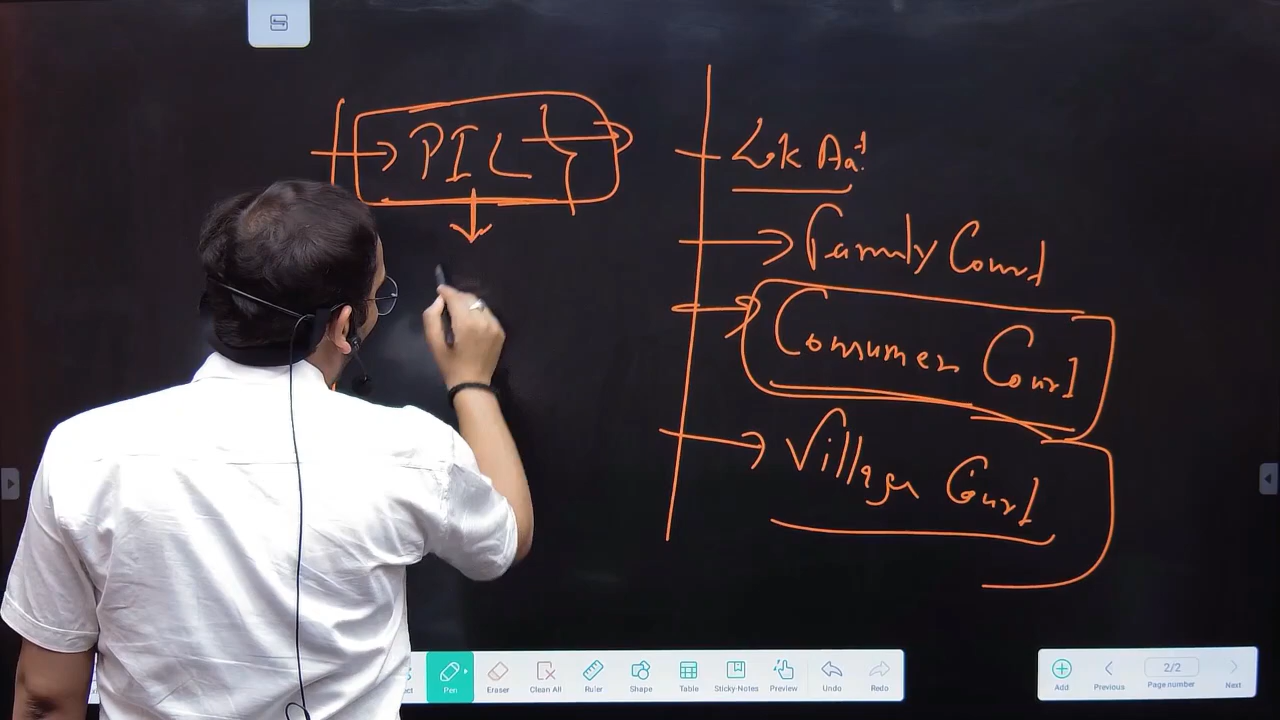 PIL
Lok Ada
Family Court
Consumer Court
Village Court
Pen
Eraser
Clean All
Ruler
Shape
Table
Sticky-Notes
Preview
Undo
Redo
Add
Previous
2/2
Page number
Next